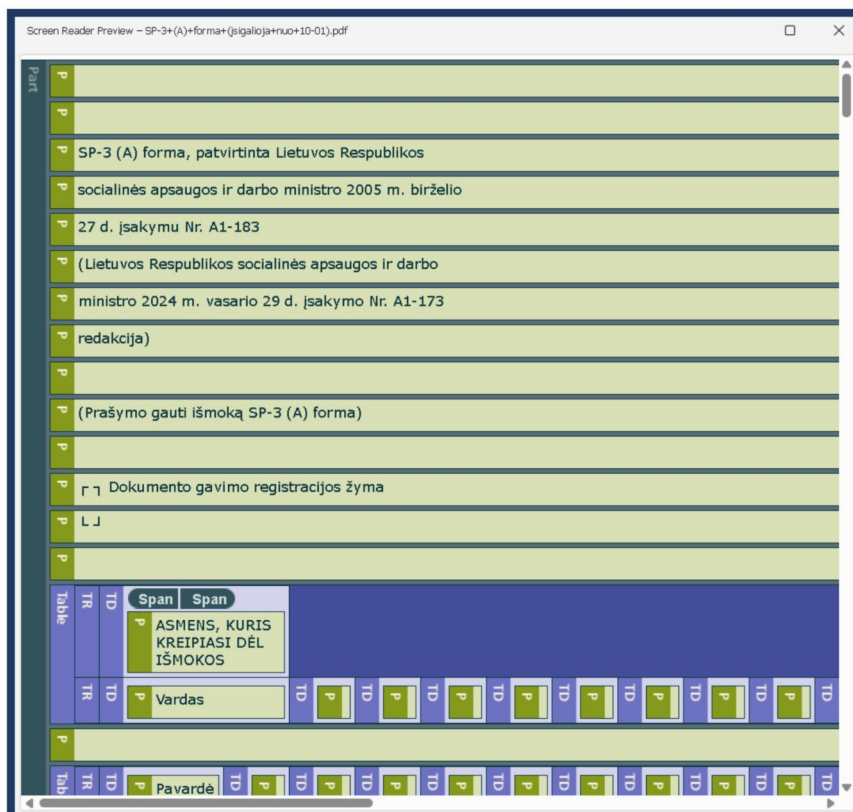 Screen Reader Preview – SP-3+(A)+forma+(įsigalioja+nuo+10-01).pdf
Part
P
P
P SP-3 (A) forma, patvirtinta Lietuvos Respublikos
P socialinės apsaugos ir darbo ministro 2005 m. birželio
P 27 d. įsakymu Nr. A1-183
P (Lietuvos Respublikos socialinės apsaugos ir darbo
P ministro 2024 m. vasario 29 d. įsakymo Nr. A1-173
P redakcija)
P
P (Prašymo gauti išmoką SP-3 (A) forma)
P
P ┌ ┐ Dokumento gavimo registracijos žyma
P └ ┘
P
Table TR TD Span Span
P ASMENS, KURIS
KREIPIASI DĖL
IŠMOKOS
TR TD P Vardas TD P TD P TD P TD P TD P TD P TD P TD P TD
P
Tab TR TD P Pavardė TD P TD P TD P TD P TD P TD P TD P TD P TD P TD